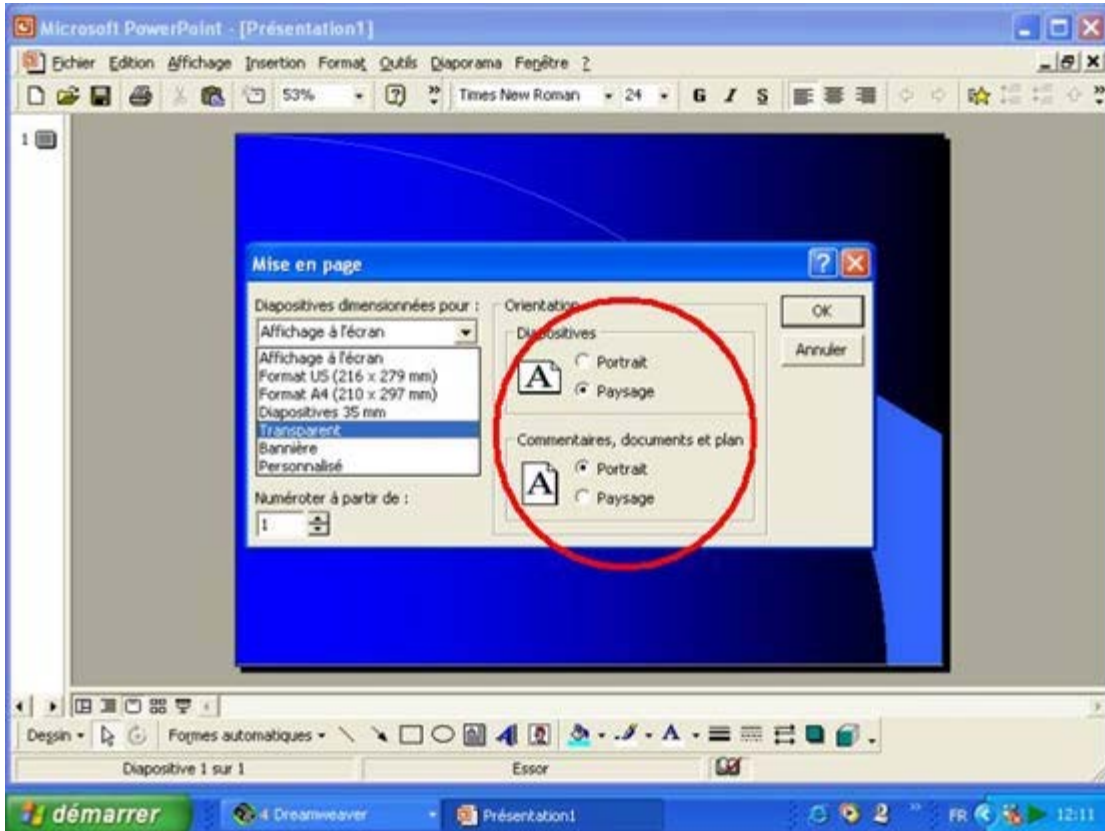 Microsoft PowerPoint - [Présentation1]
Fichier Edition Affichage Insertion Format Outils Diaporama Fenêtre ?
53% Times New Roman 24 G I S
1
Mise en page
Diapositives dimensionnées pour :
Affichage à l'écran
Affichage à l'écran
Format US (216 x 279 mm)
Format A4 (210 x 297 mm)
Diapositives 35 mm
Transparent
Bannière
Personnalisé
Numéroter à partir de :
1
Orientation
Diapositives
A
Portrait
Paysage
Commentaires, documents et plan
A
Portrait
Paysage
OK
Annuler
Dessin Formes automatiques A A
Diapositive 1 sur 1 Essor
démarrer 4 Dreamweaver Présentation1 FR 12:11